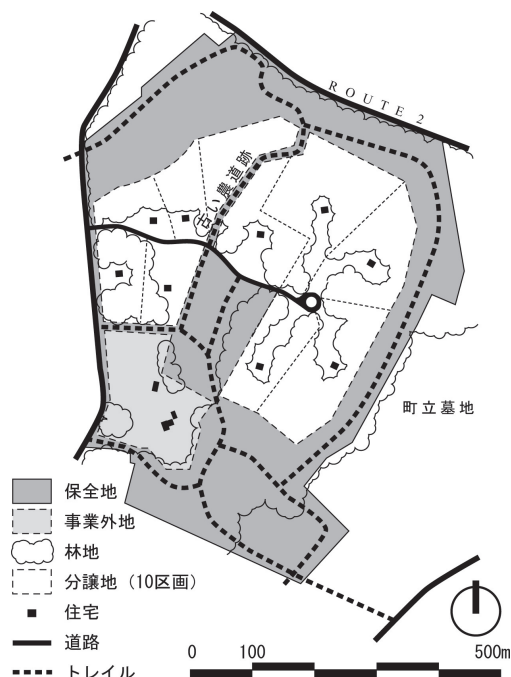 ROUTE 2
古い農道跡
町立墓地
保全地
事業外地
林地
分譲地（10区画）
住宅
道路
トレイル
0 100 500m